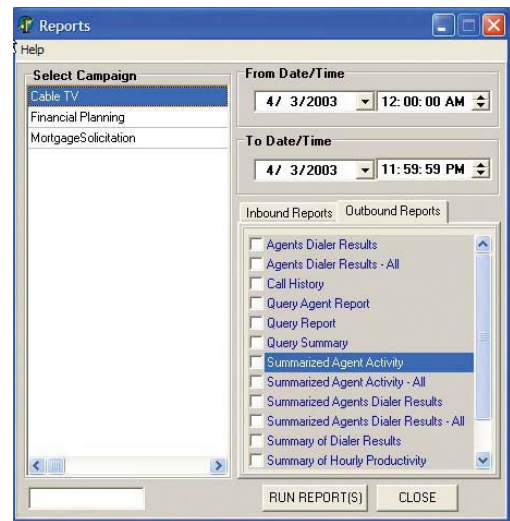 Reports
Help
Select Campaign
Cable TV
Financial Planning
MortgageSolicitation
From Date/Time
4/ 3/2003 12:00:00 AM
To Date/Time
4/ 3/2003 11:59:59 PM
Inbound Reports Outbound Reports
Agents Dialer Results
Agents Dialer Results - All
Call History
Query Agent Report
Query Report
Query Summary
Summarized Agent Activity
Summarized Agent Activity - All
Summarized Agents Dialer Results
Summarized Agents Dialer Results - All
Summary of Dialer Results
Summary of Hourly Productivity
RUN REPORT(S) CLOSE